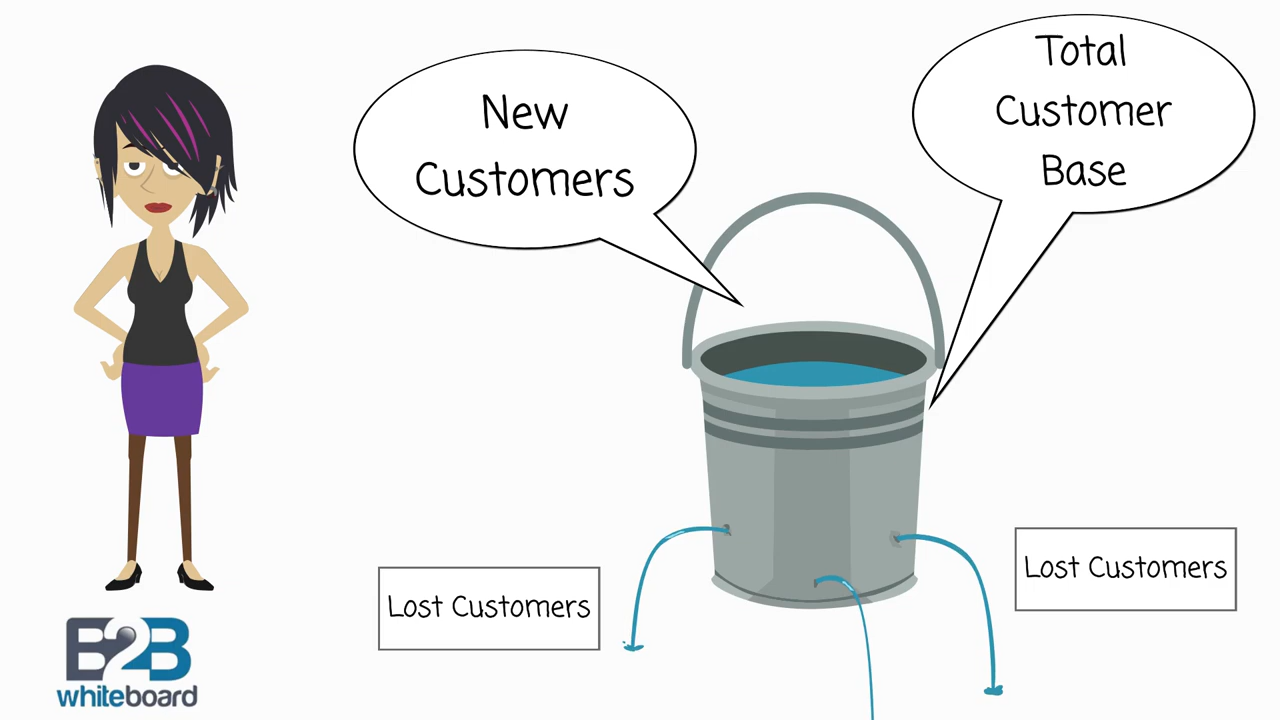 New
Customers
Total
Customer
Base
Lost Customers
Lost Customers
B2B
whiteboard